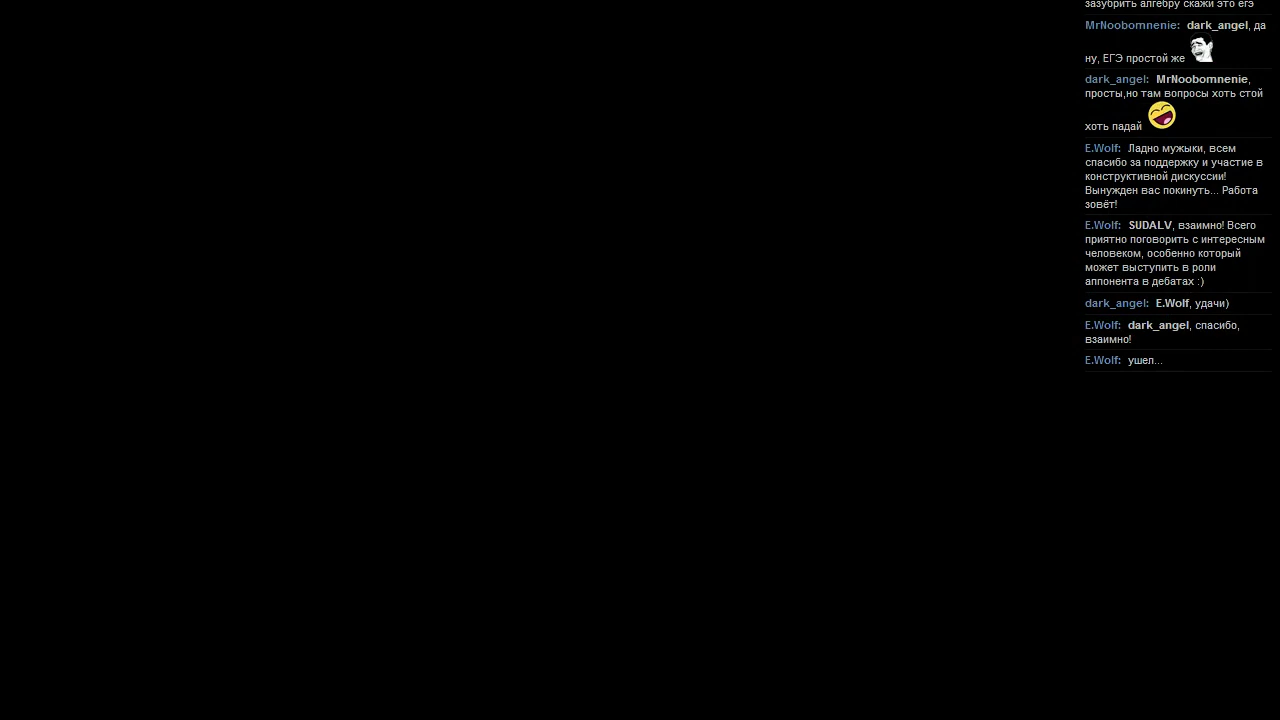 зазубрить алгебру скажи это егэ
MrNoobomnenie: dark_angel, да
ну, ЕГЭ простой же
dark_angel: MrNoobomnenie,
просты,но там вопросы хоть стой
хоть падай
E.Wolf: Ладно мужыки, всем
спасибо за поддержку и участие в
конструктивной дискуссии!
Вынужден вас покинуть... Работа
зовёт!
E.Wolf: SUDALV, взаимно! Всего
приятно поговорить с интересным
человеком, особенно который
может выступить в роли
аппонента в дебатах :)
dark_angel: E.Wolf, удачи)
E.Wolf: dark_angel, спасибо,
взаимно!
E.Wolf: ушел...